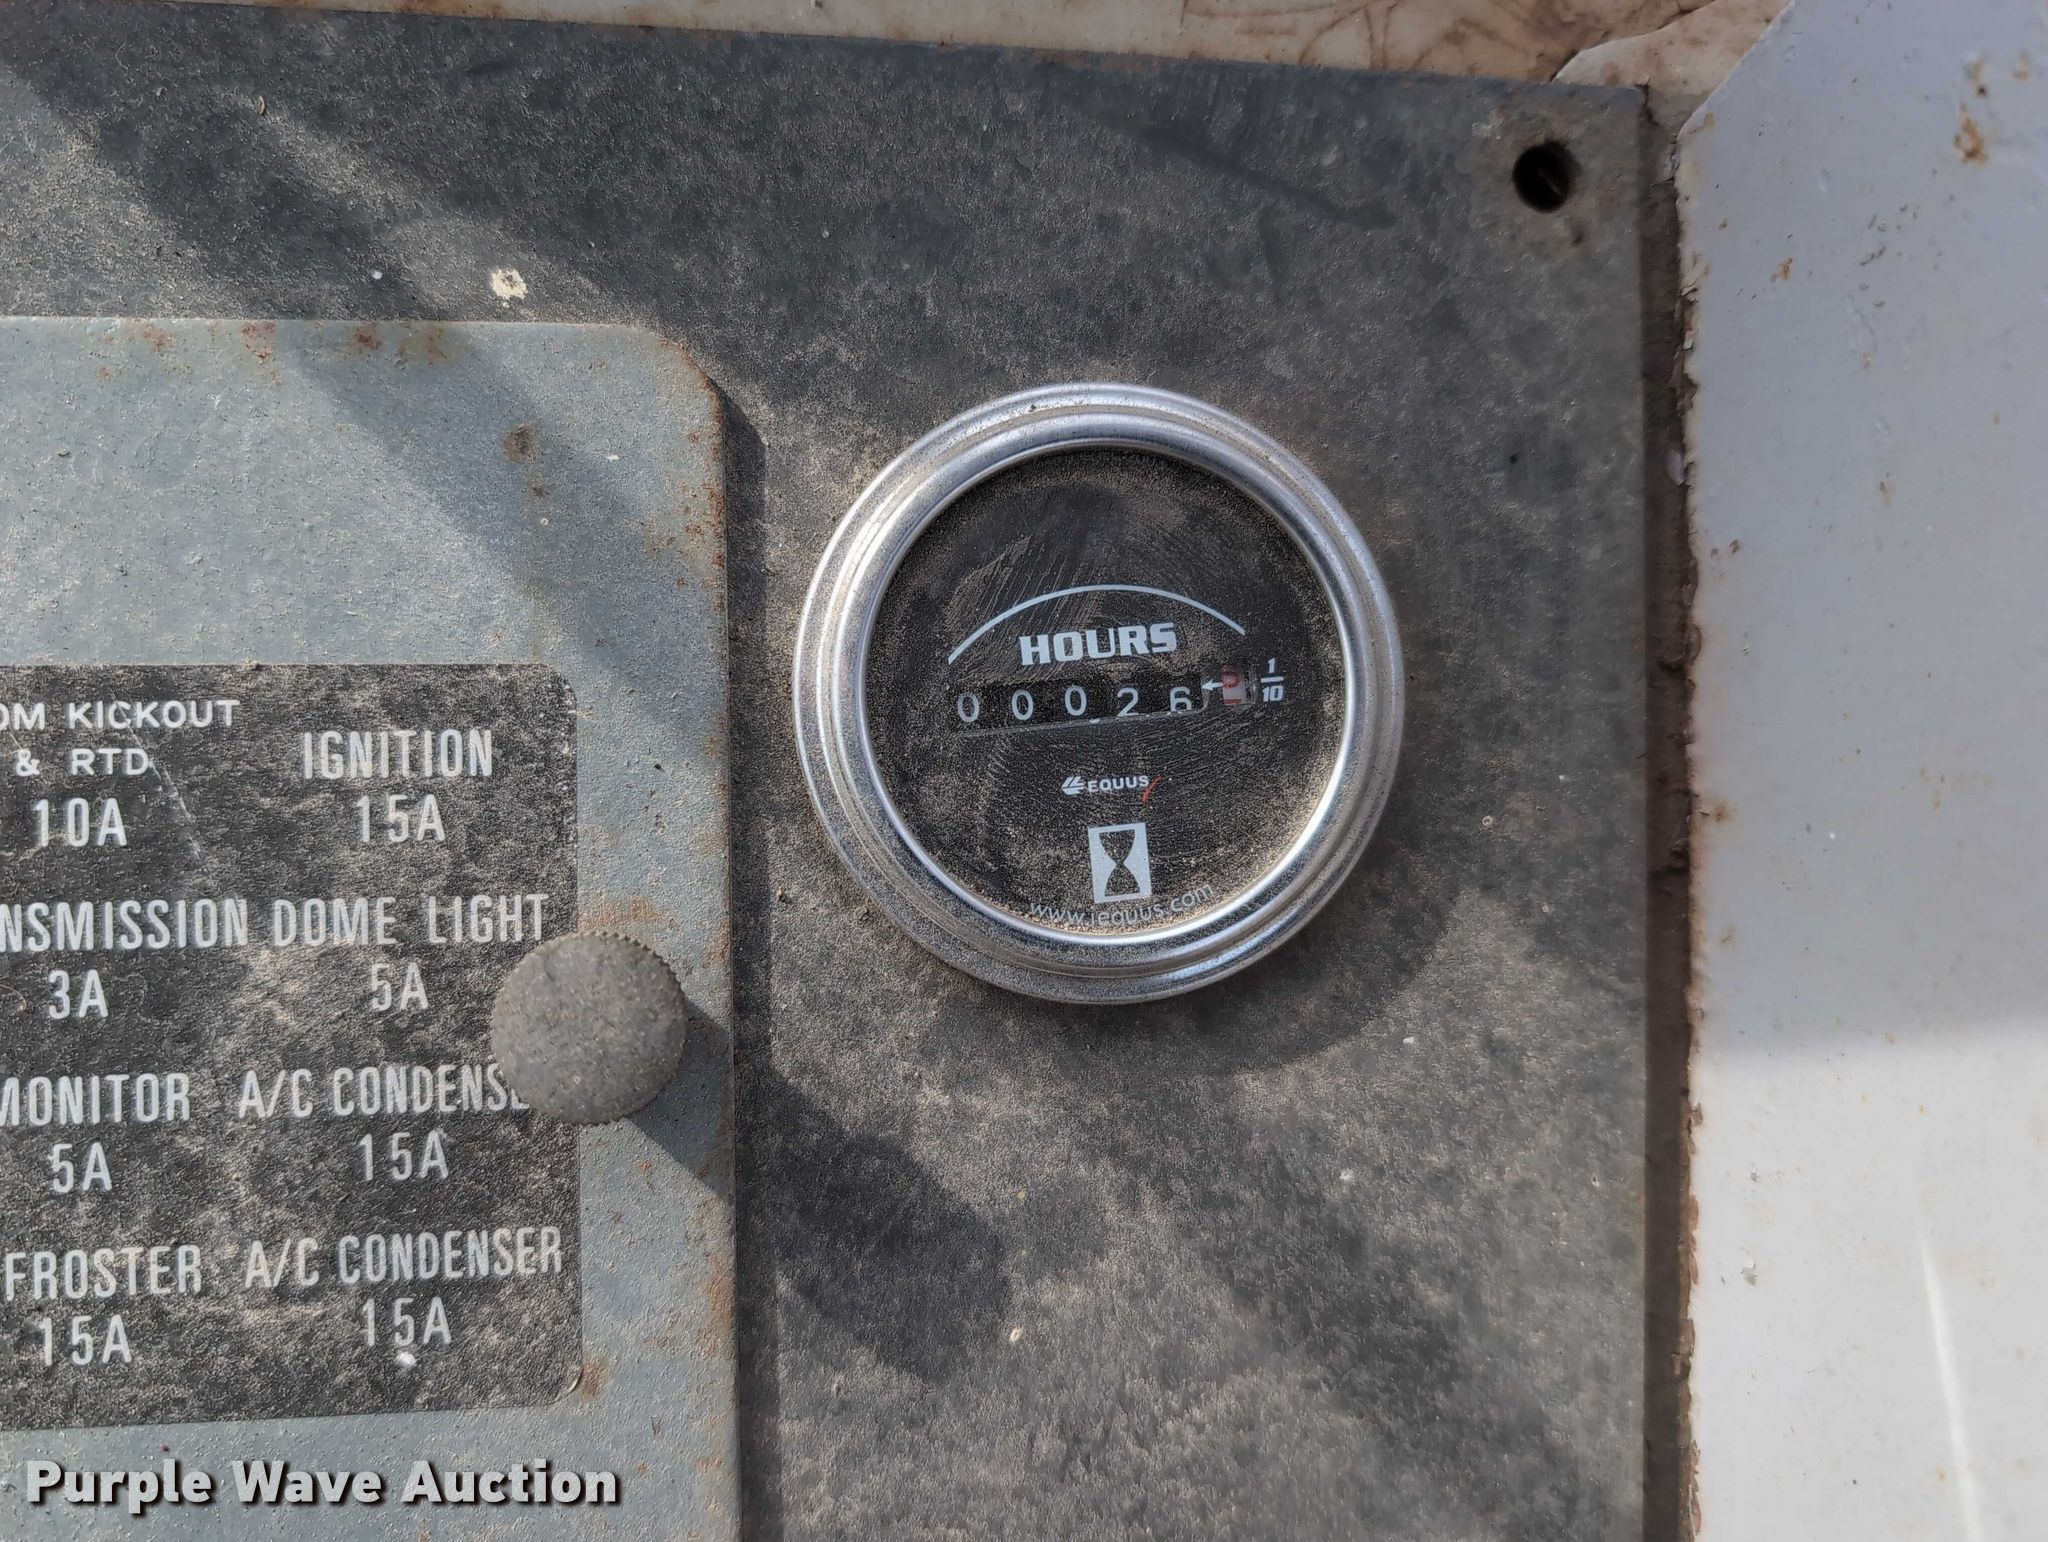 OM KICKOUT
& RTD
10A
IGNITION
15A
NSMISSION
3A
DOME LIGHT
5A
MONITOR
5A
A/C CONDENSE
15A
FROSTER
15A
A/C CONDENSER
15A
HOURS
0 0 0 2 6
1/10
EQUUS
www.iequus.com
Purple Wave Auction